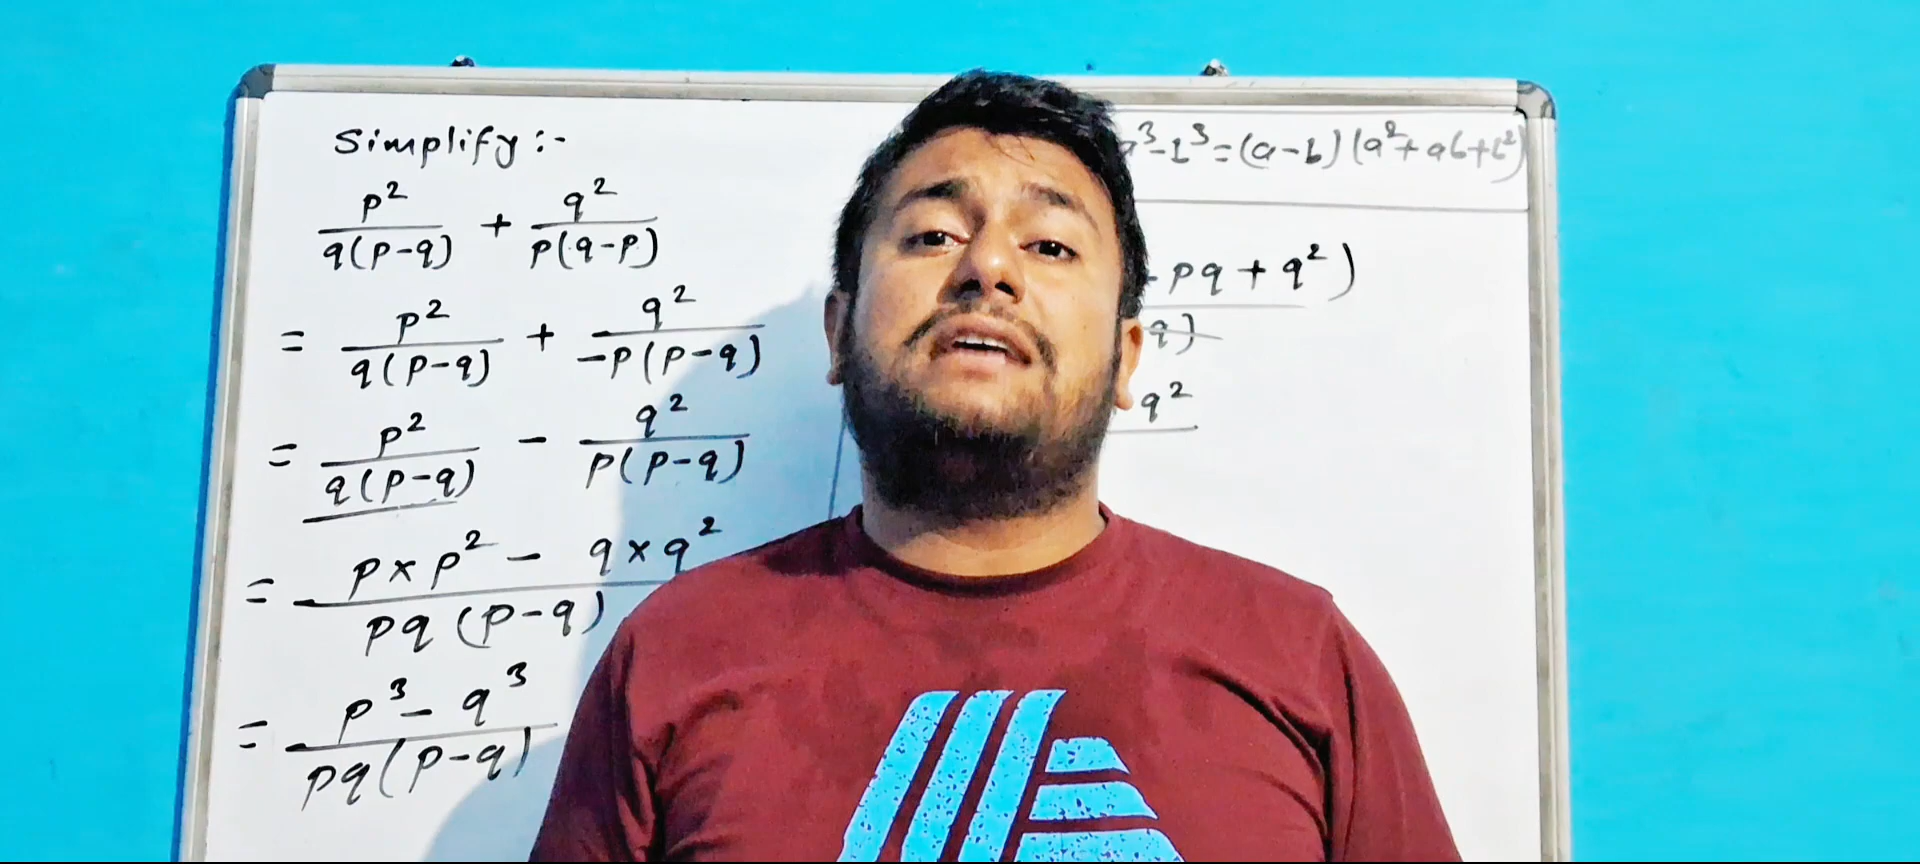 Simplify :-
p²/q(p-q) + q²/p(q-p)
= p²/q(p-q) + q²/-p(p-q)
= p²/q(p-q) - q²/p(p-q)
= p×p² - q×q²/pq(p-q)
= p³ - q³/pq(p-q)
³-b³=(a-b)(a²+ab+b²)
pq+q²)
q)
q²